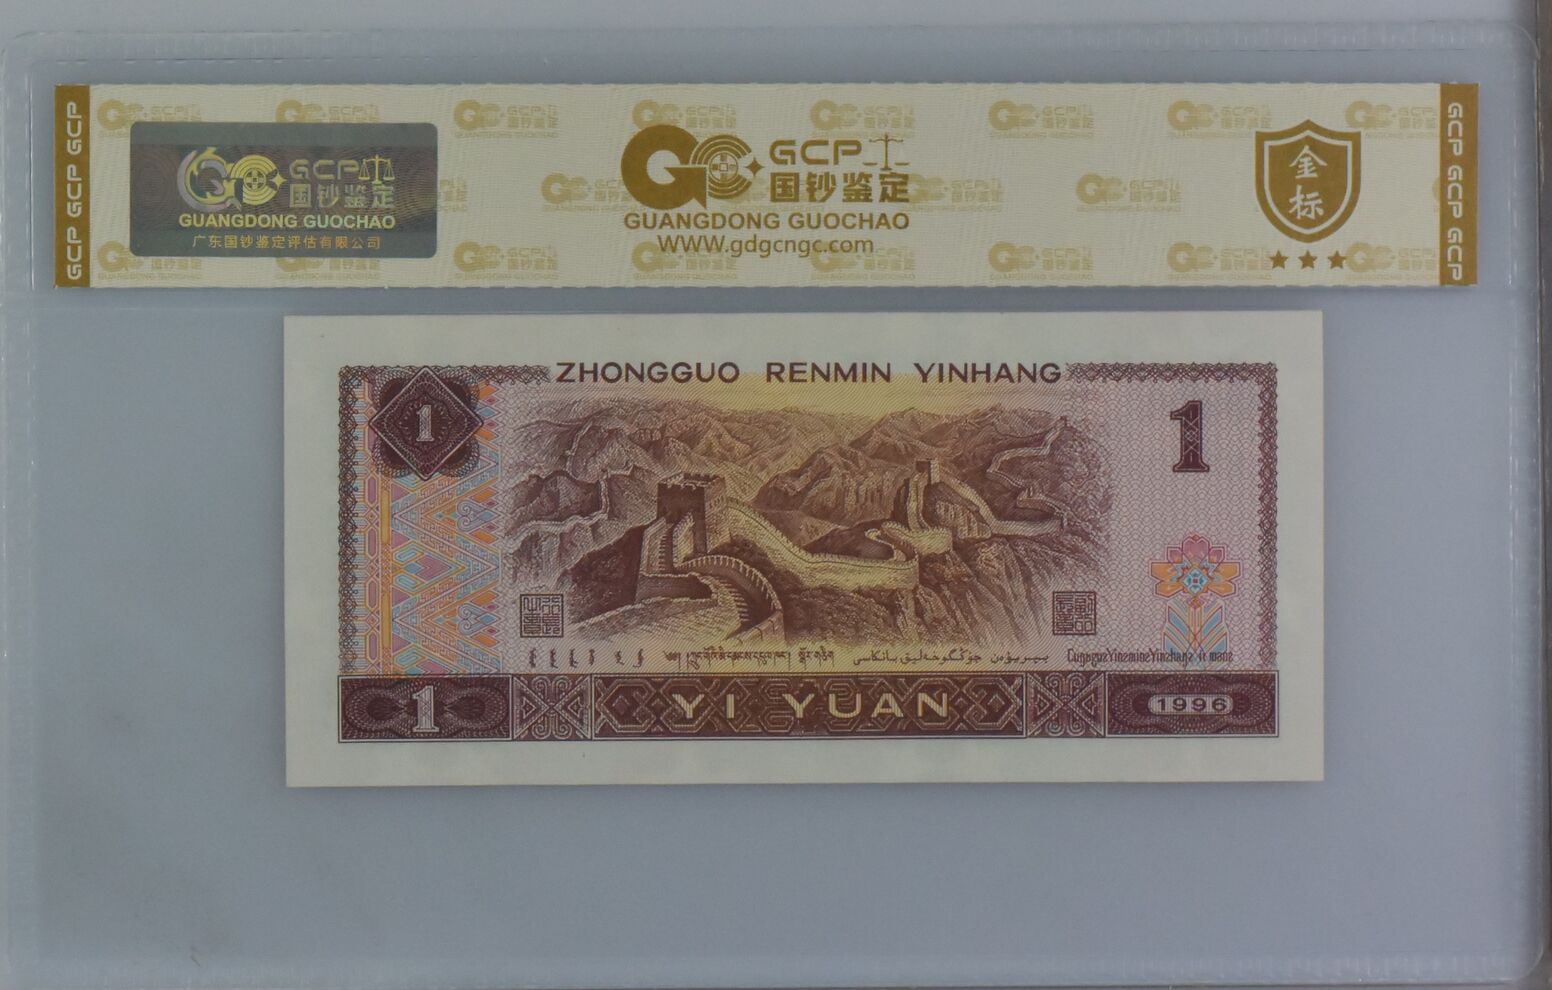 GCP GCP GCP
GCP 国钞鉴定
GUANGDONG GUOCHAO
广东国钞鉴定评估有限公司
GCP
国钞鉴定
GUANGDONG GUOCHAO
WWW.gdgcngc.com
金标
GCP GCP GCP
ZHONGGUO RENMIN YINHANG
1
1
1
YI YUAN
1996